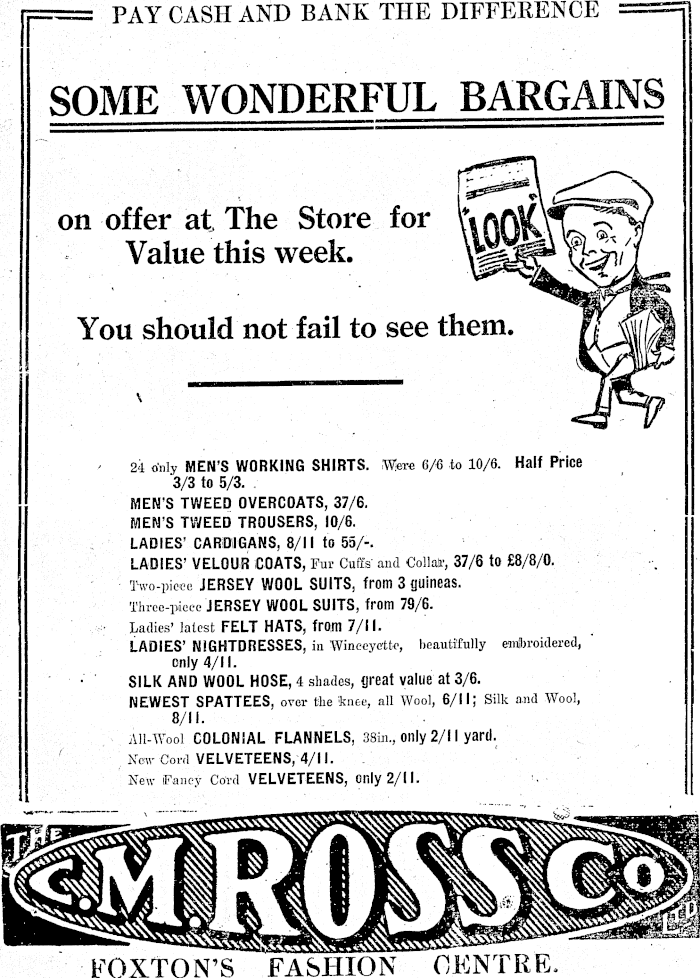 PAY CASH AND BANK THE DIFFERENCE
SOME WONDERFUL BARGAINS
on offer at The Store for
Value this week.
"LOOK"
You should not fail to see them.
24 only MEN'S WORKING SHIRTS. Were 6/6 to 10/6. Half Price
3/3 to 5/3.
MEN'S TWEED OVERCOATS, 37/6.
MEN'S TWEED TROUSERS, 10/6.
LADIES' CARDIGANS, 8/11 to 55/-.
LADIES' VELOUR COATS, Fur Cuffs and Collar, 37/6 to £8/8/0.
Two-piece JERSEY WOOL SUITS, from 3 guineas.
Three-piece JERSEY WOOL SUITS, from 79/6.
Ladies' latest FELT HATS, from 7/11.
LADIES' NIGHTDRESSES, in Winceyette, beautifully embroidered,
only 4/11.
SILK AND WOOL HOSE, 4 shades, great value at 3/6.
NEWEST SPATTEES, over the knee, all Wool, 6/11; Silk and Wool,
8/11.
All-Wool COLONIAL FLANNELS, 38in., only 2/11 yard.
New Cord VELVETEENS, 4/11.
New Fancy Cord VELVETEENS, only 2/11.
THE
C.M. ROSS Co
LTD
FOXTON'S FASHION CENTRE.